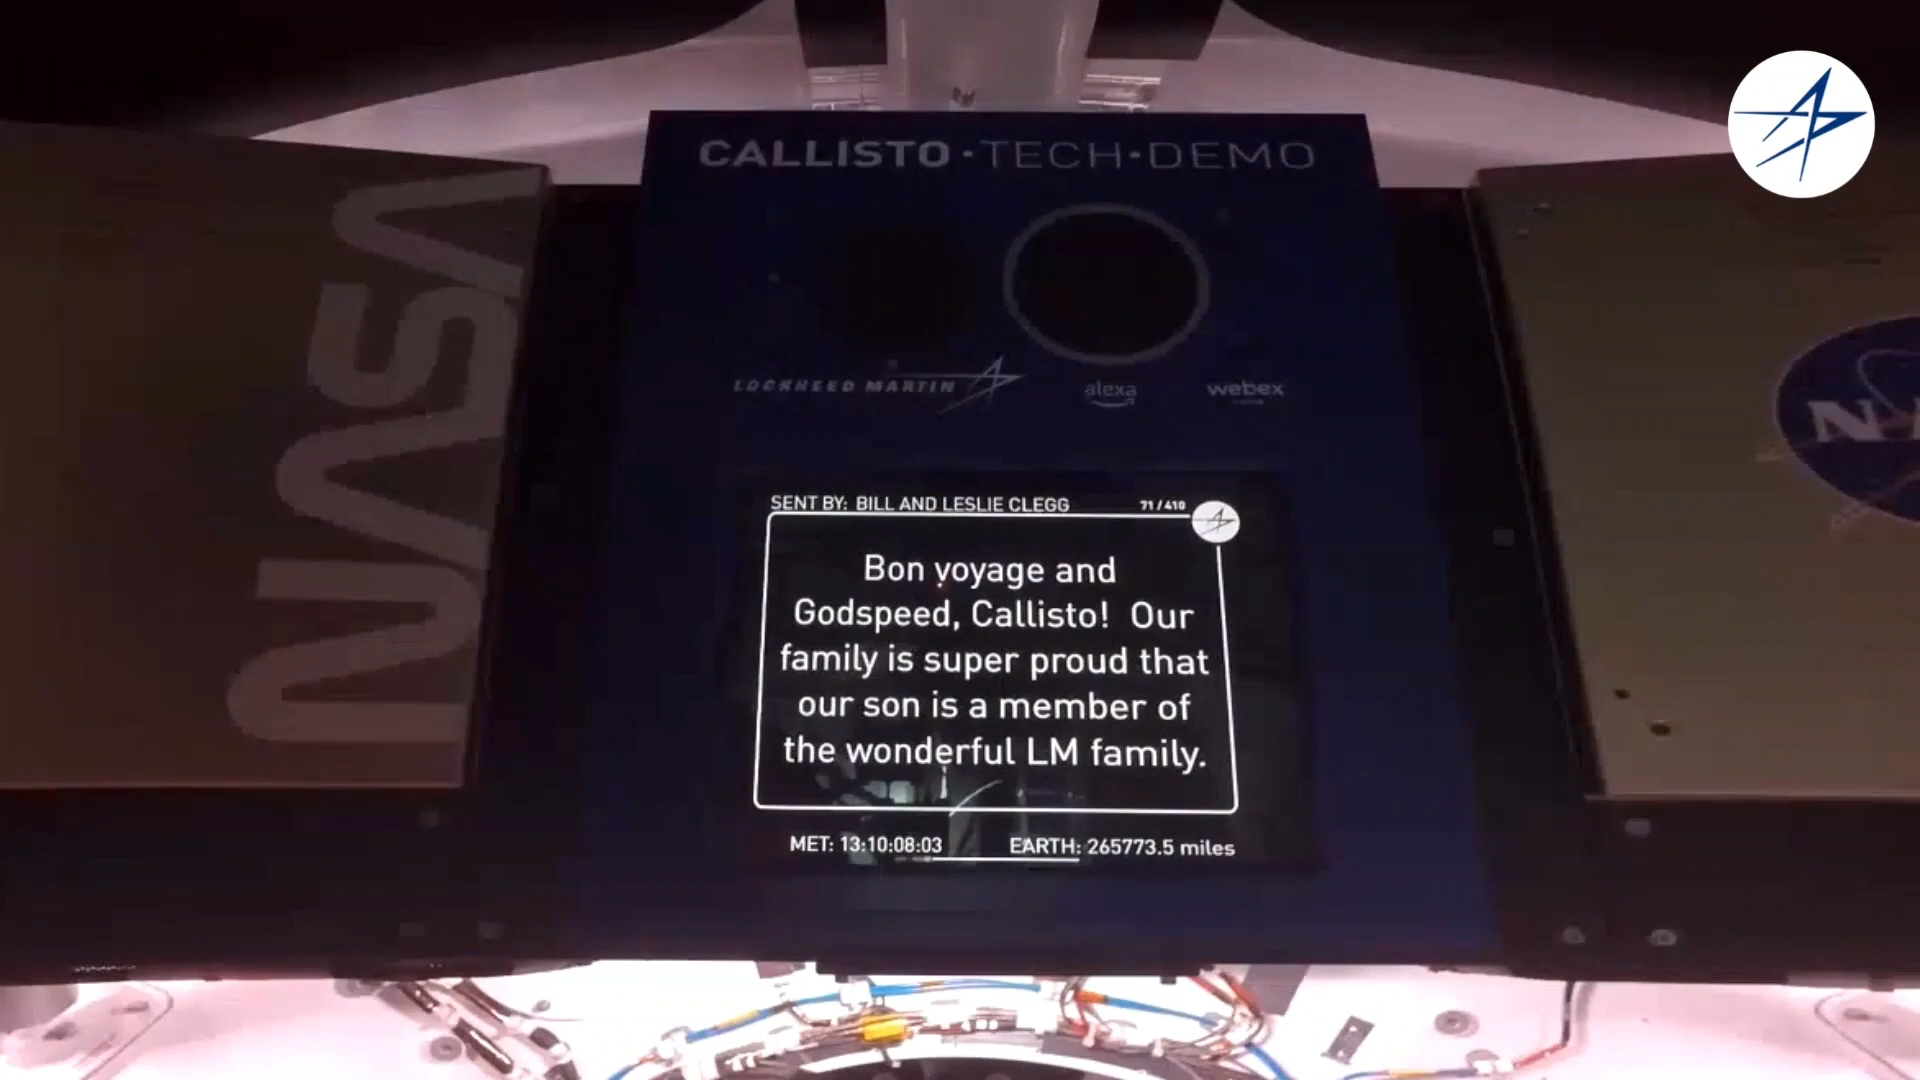 CALLISTO·TECH·DEMO
NASA
LOCKHEED MARTIN
alexa
webex
SENT BY: BILL AND LESLIE CLEGG
71/410
Bon voyage and
Godspeed, Callisto! Our
family is super proud that
our son is a member of
the wonderful LM family.
MET: 13:10:08:03
EARTH: 265773.5 miles